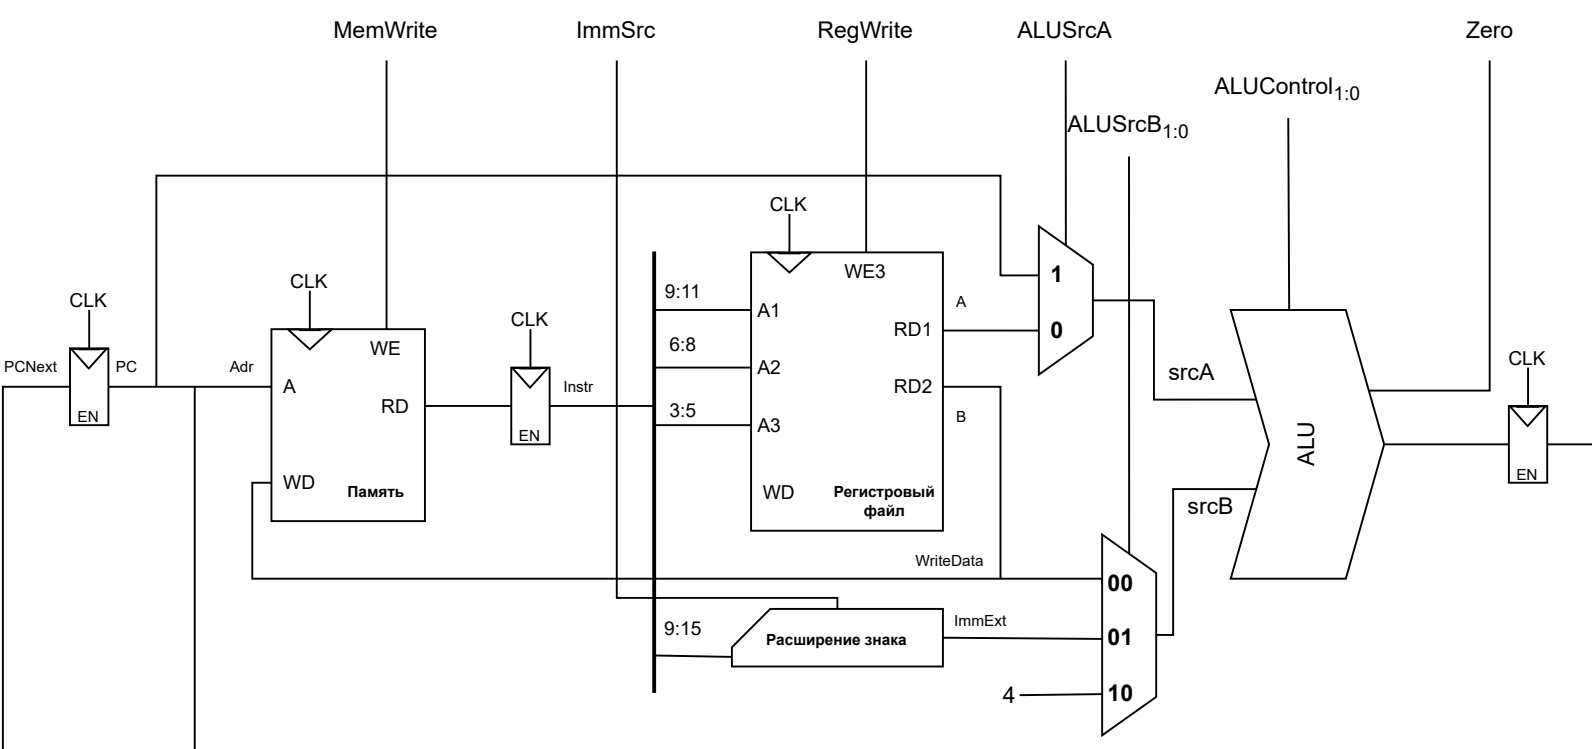 MemWrite
ImmSrc
RegWrite
ALUSrcA
Zero
ALUControl1:0
ALUSrcB1:0
CLK
CLK
CLK
CLK
CLK
PCNext
PC
EN
Adr
A
WE
RD
WD
Память
EN
Instr
9:11
6:8
3:5
9:15
A1
A2
A3
WE3
RD1
RD2
WD
Регистровый
файл
A
B
1
0
srcA
srcB
ALU
EN
WriteData
Расширение знака
ImmExt
4
00
01
10